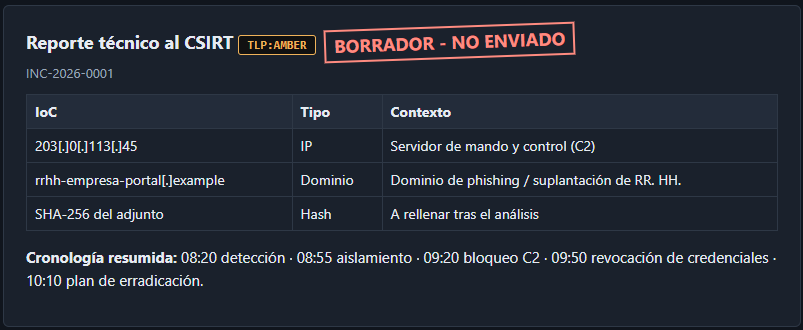 Reporte técnico al CSIRT TLP:AMBER BORRADOR - NO ENVIADO
INC-2026-0001
IoC Tipo Contexto
203[.]0[.]113[.]45 IP Servidor de mando y control (C2)
rrhh-empresa-portal[.]example Dominio Dominio de phishing / suplantación de RR. HH.
SHA-256 del adjunto Hash A rellenar tras el análisis
Cronología resumida: 08:20 detección · 08:55 aislamiento · 09:20 bloqueo C2 · 09:50 revocación de credenciales ·
10:10 plan de erradicación.